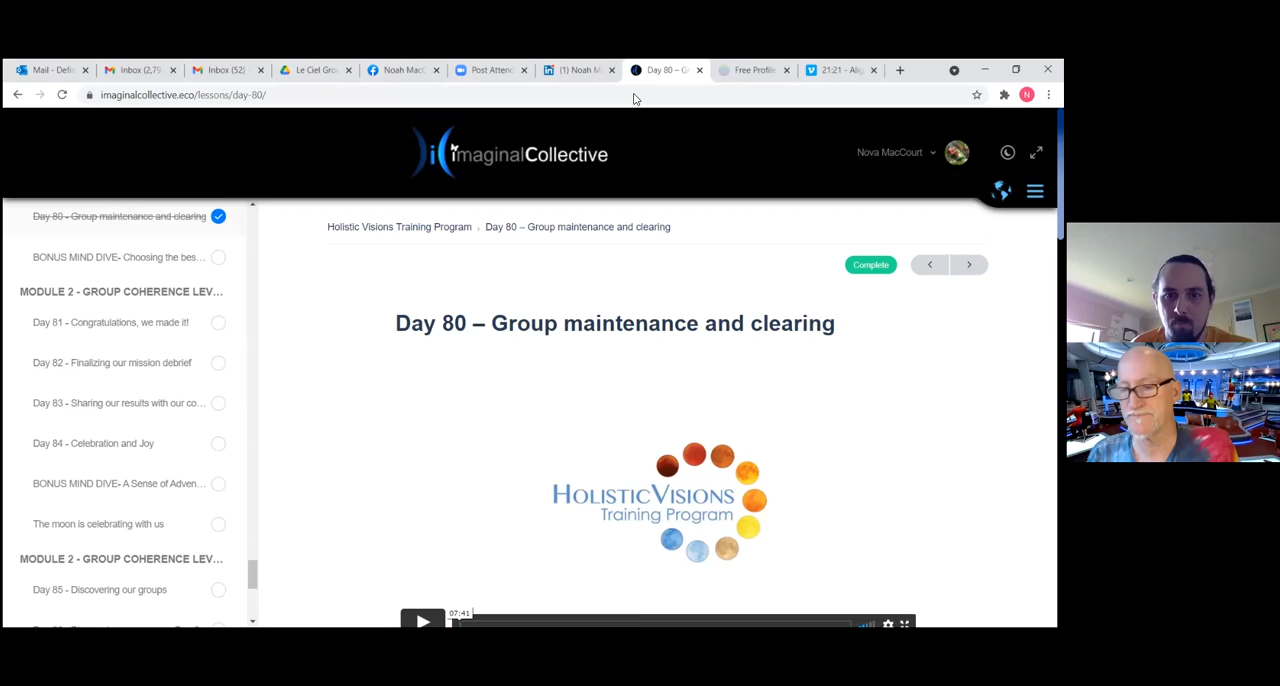 Mail - Defia
Inbox (2,79
Inbox (52)
Le Ciel Gro
Noah MacC
Post Attend
(1) Noah M
Day 80 – G
Free Profile
21:21 - Alig
imaginalcollective.eco/lessons/day-80/
N
imaginalCollective
Nova MacCourt
Day 80 - Group maintenance and clearing
BONUS MIND DIVE- Choosing the bes...
MODULE 2 - GROUP COHERENCE LEV...
Day 81 - Congratulations, we made it!
Day 82 - Finalizing our mission debrief
Day 83 - Sharing our results with our co...
Day 84 - Celebration and Joy
BONUS MIND DIVE- A Sense of Adven...
The moon is celebrating with us
MODULE 2 - GROUP COHERENCE LEV...
Day 85 - Discovering our groups
Holistic Visions Training Program › Day 80 – Group maintenance and clearing
Complete
Day 80 – Group maintenance and clearing
HOLISTICVISIONS
Training Program
07:41